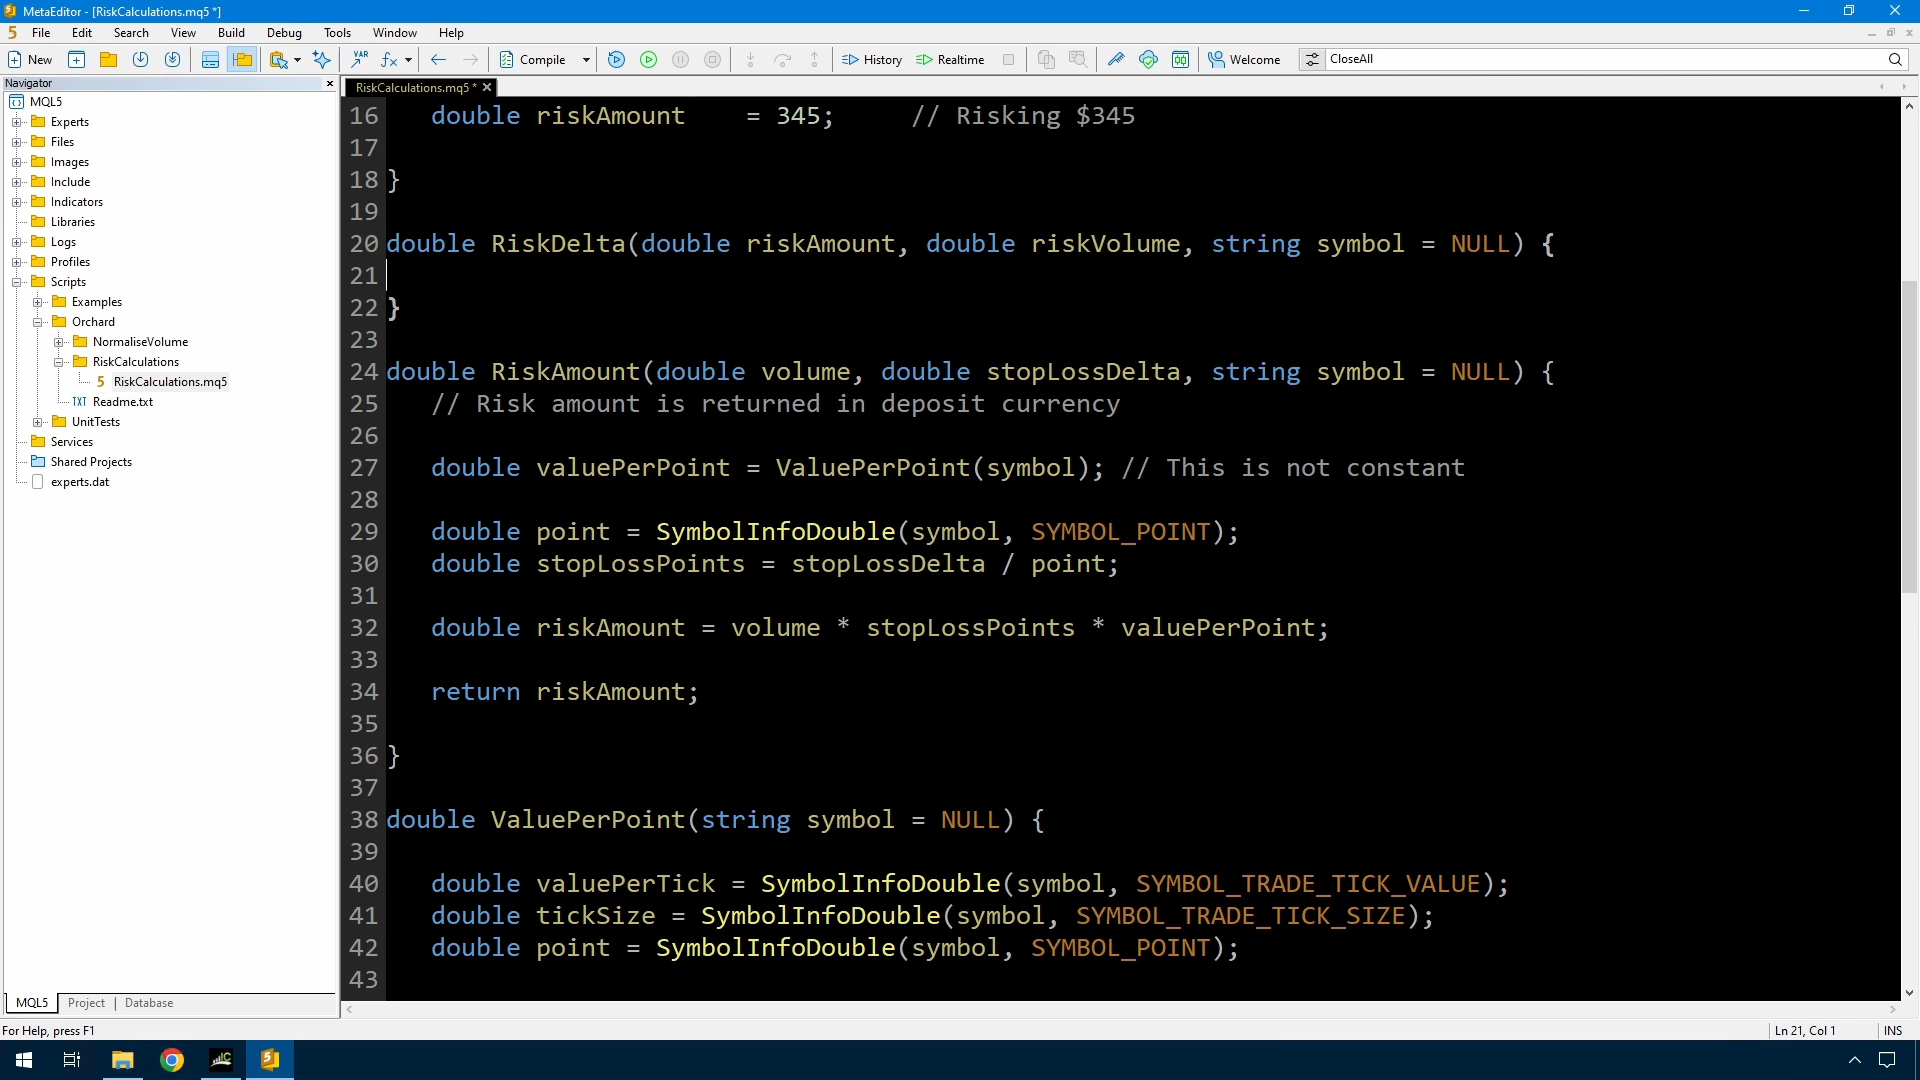 MetaEditor - [RiskCalculations.mq5 *]
File Edit Search View Build Debug Tools Window Help
New Compile History Realtime Welcome CloseAll
Navigator
RiskCalculations.mq5 *
MQL5
Experts
Files
Images
Include
Indicators
Libraries
Logs
Profiles
Scripts
Examples
Orchard
NormaliseVolume
RiskCalculations
RiskCalculations.mq5
Readme.txt
UnitTests
Services
Shared Projects
experts.dat
16 double riskAmount = 345; // Risking $345
17
18 }
19
20 double RiskDelta(double riskAmount, double riskVolume, string symbol = NULL) {
21
22 }
23
24 double RiskAmount(double volume, double stopLossDelta, string symbol = NULL) {
25 // Risk amount is returned in deposit currency
26
27 double valuePerPoint = ValuePerPoint(symbol); // This is not constant
28
29 double point = SymbolInfoDouble(symbol, SYMBOL_POINT);
30 double stopLossPoints = stopLossDelta / point;
31
32 double riskAmount = volume * stopLossPoints * valuePerPoint;
33
34 return riskAmount;
35
36 }
37
38 double ValuePerPoint(string symbol = NULL) {
39
40 double valuePerTick = SymbolInfoDouble(symbol, SYMBOL_TRADE_TICK_VALUE);
41 double tickSize = SymbolInfoDouble(symbol, SYMBOL_TRADE_TICK_SIZE);
42 double point = SymbolInfoDouble(symbol, SYMBOL_POINT);
43
MQL5 Project Database
For Help, press F1
Ln 21, Col 1 INS